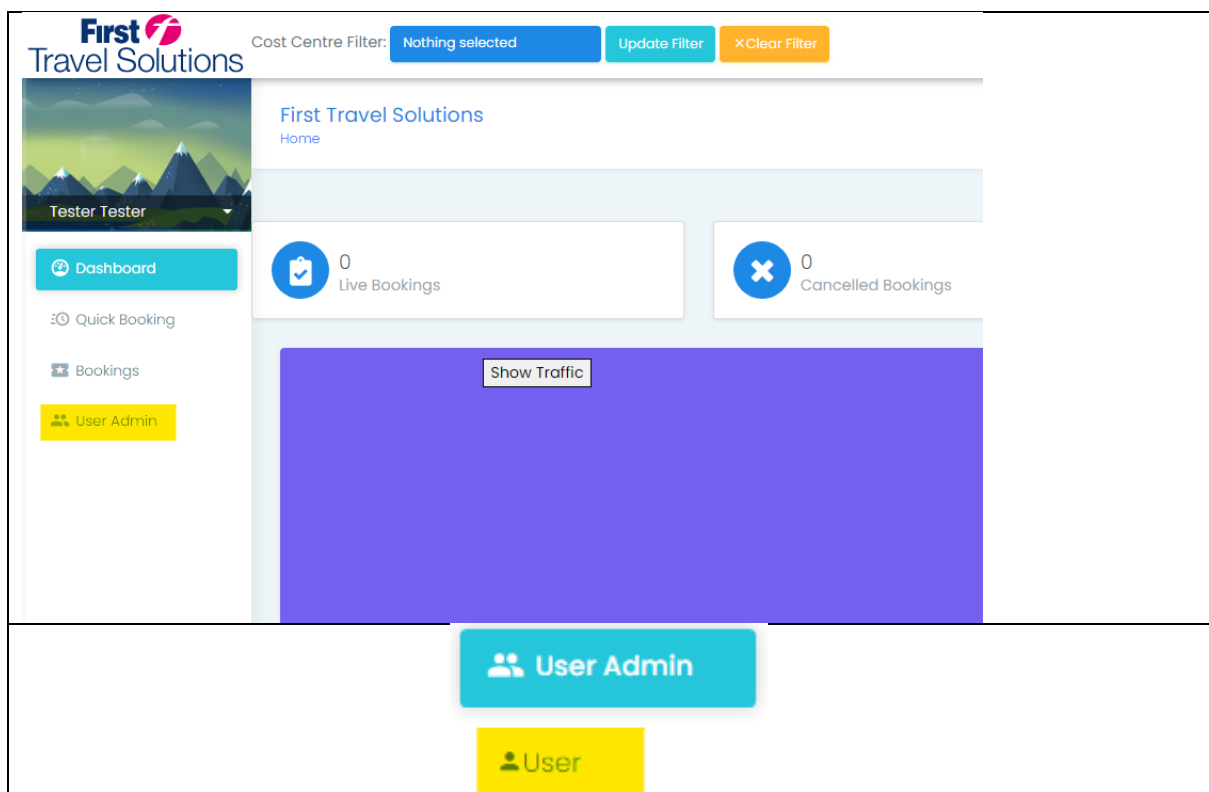 First
Travel Solutions
Cost Centre Filter: Nothing selected Update Filter ×Clear Filter
First Travel Solutions
Home
Tester Tester
Dashboard
0
Live Bookings
0
Cancelled Bookings
Quick Booking
Bookings
Show Traffic
User Admin
User Admin
User